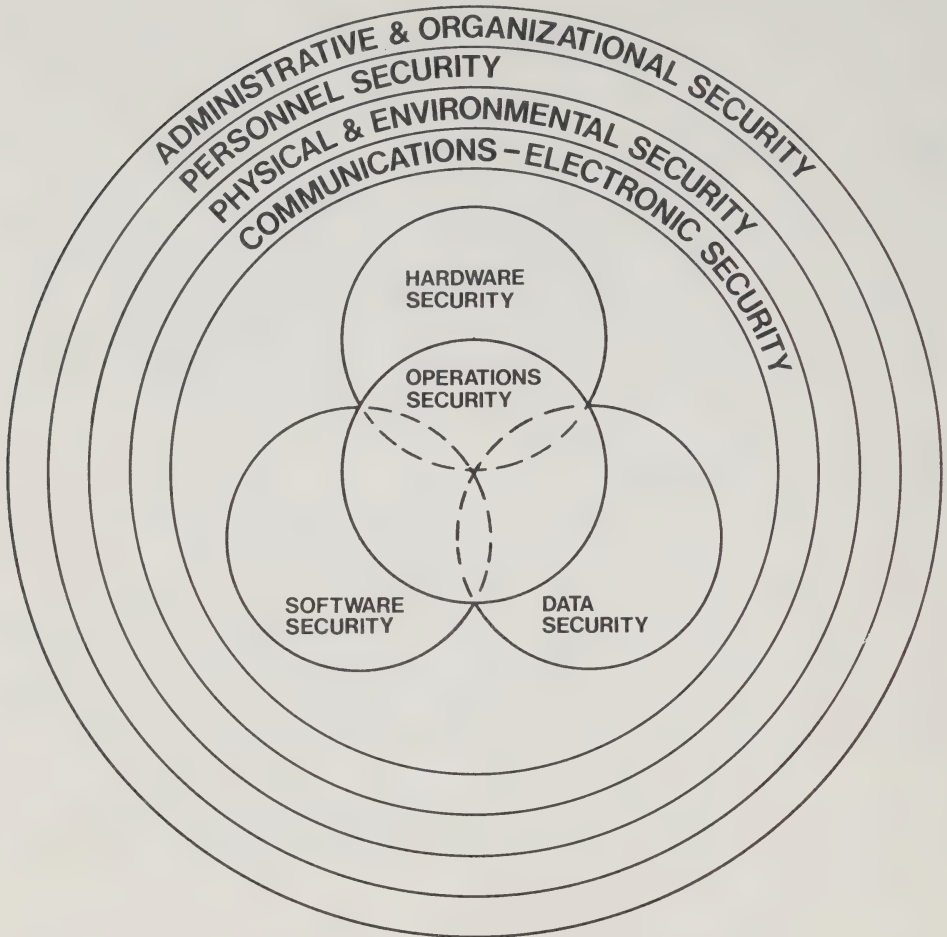 ADMINISTRATIVE & ORGANIZATIONAL SECURITY
PERSONNEL SECURITY
PHYSICAL & ENVIRONMENTAL SECURITY
COMMUNICATIONS – ELECTRONIC SECURITY
HARDWARE
SECURITY
OPERATIONS
SECURITY
SOFTWARE
SECURITY
DATA
SECURITY